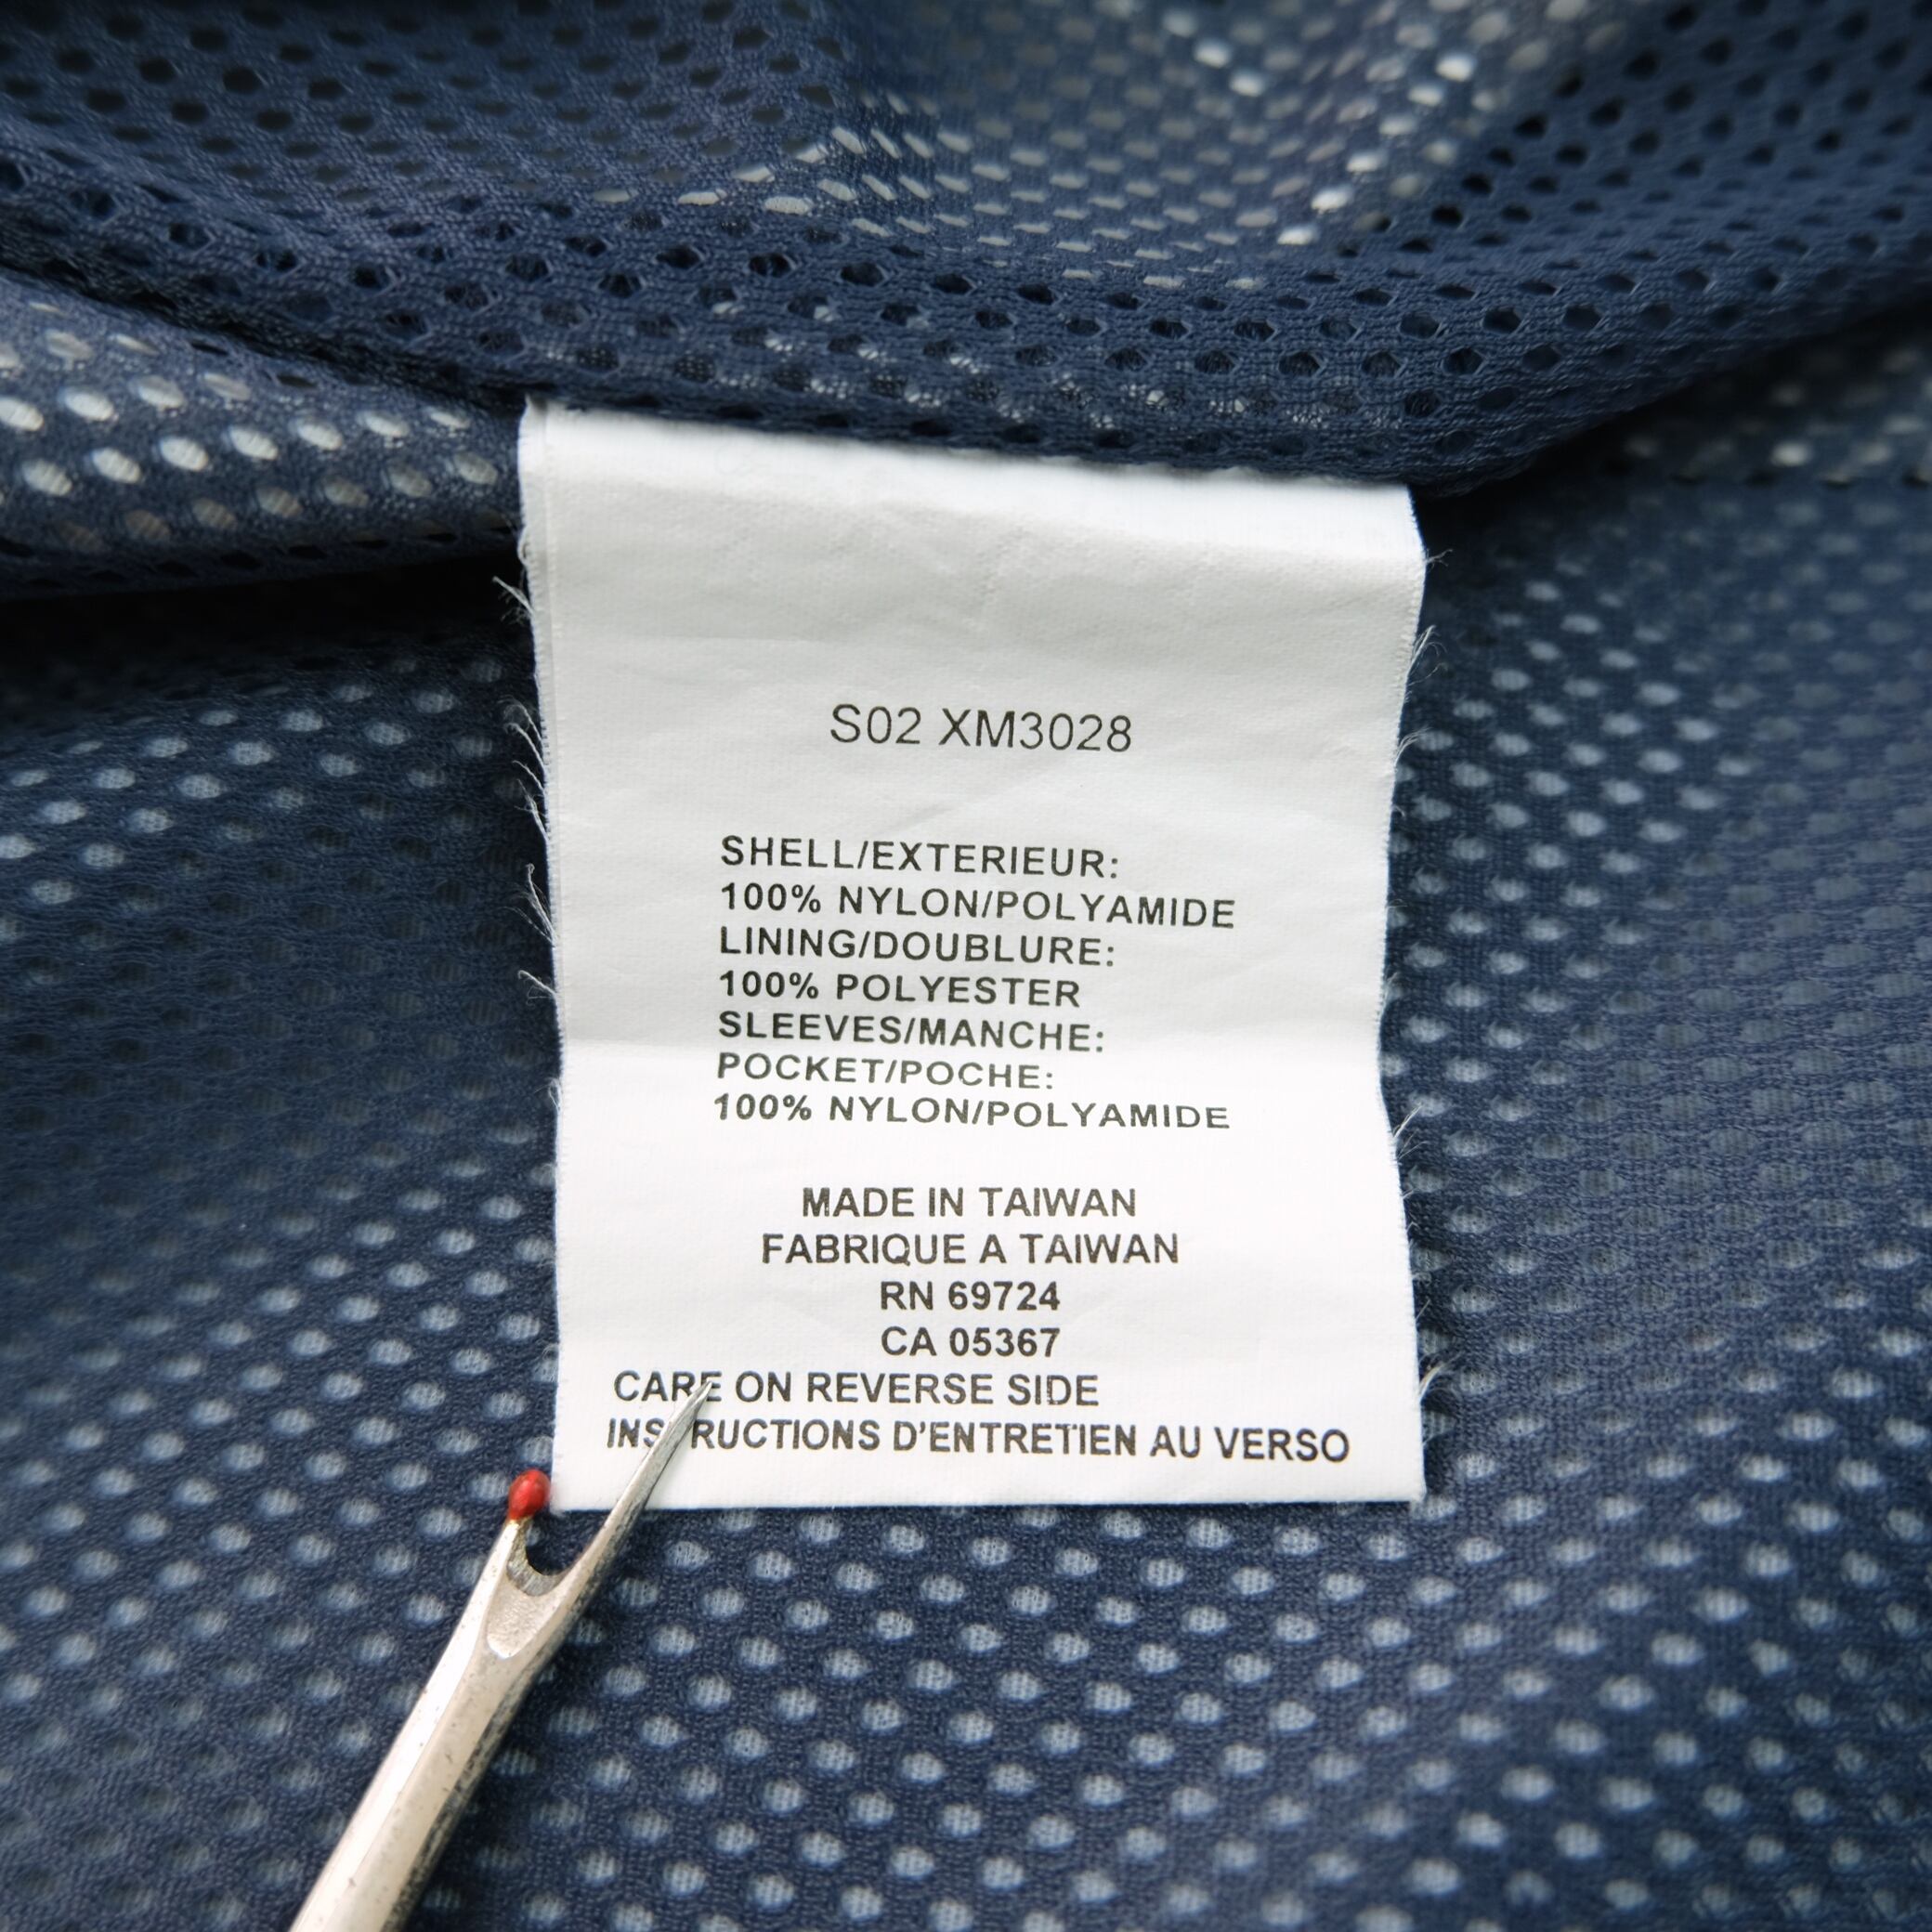 S02 XM3028
SHELL/EXTERIEUR:
100% NYLON/POLYAMIDE
LINING/DOUBLURE:
100% POLYESTER
SLEEVES/MANCHE:
POCKET/POCHE:
100% NYLON/POLYAMIDE
MADE IN TAIWAN
FABRIQUE A TAIWAN
RN 69724
CA 05367
CARE ON REVERSE SIDE
INSTRUCTIONS D'ENTRETIEN AU VERSO